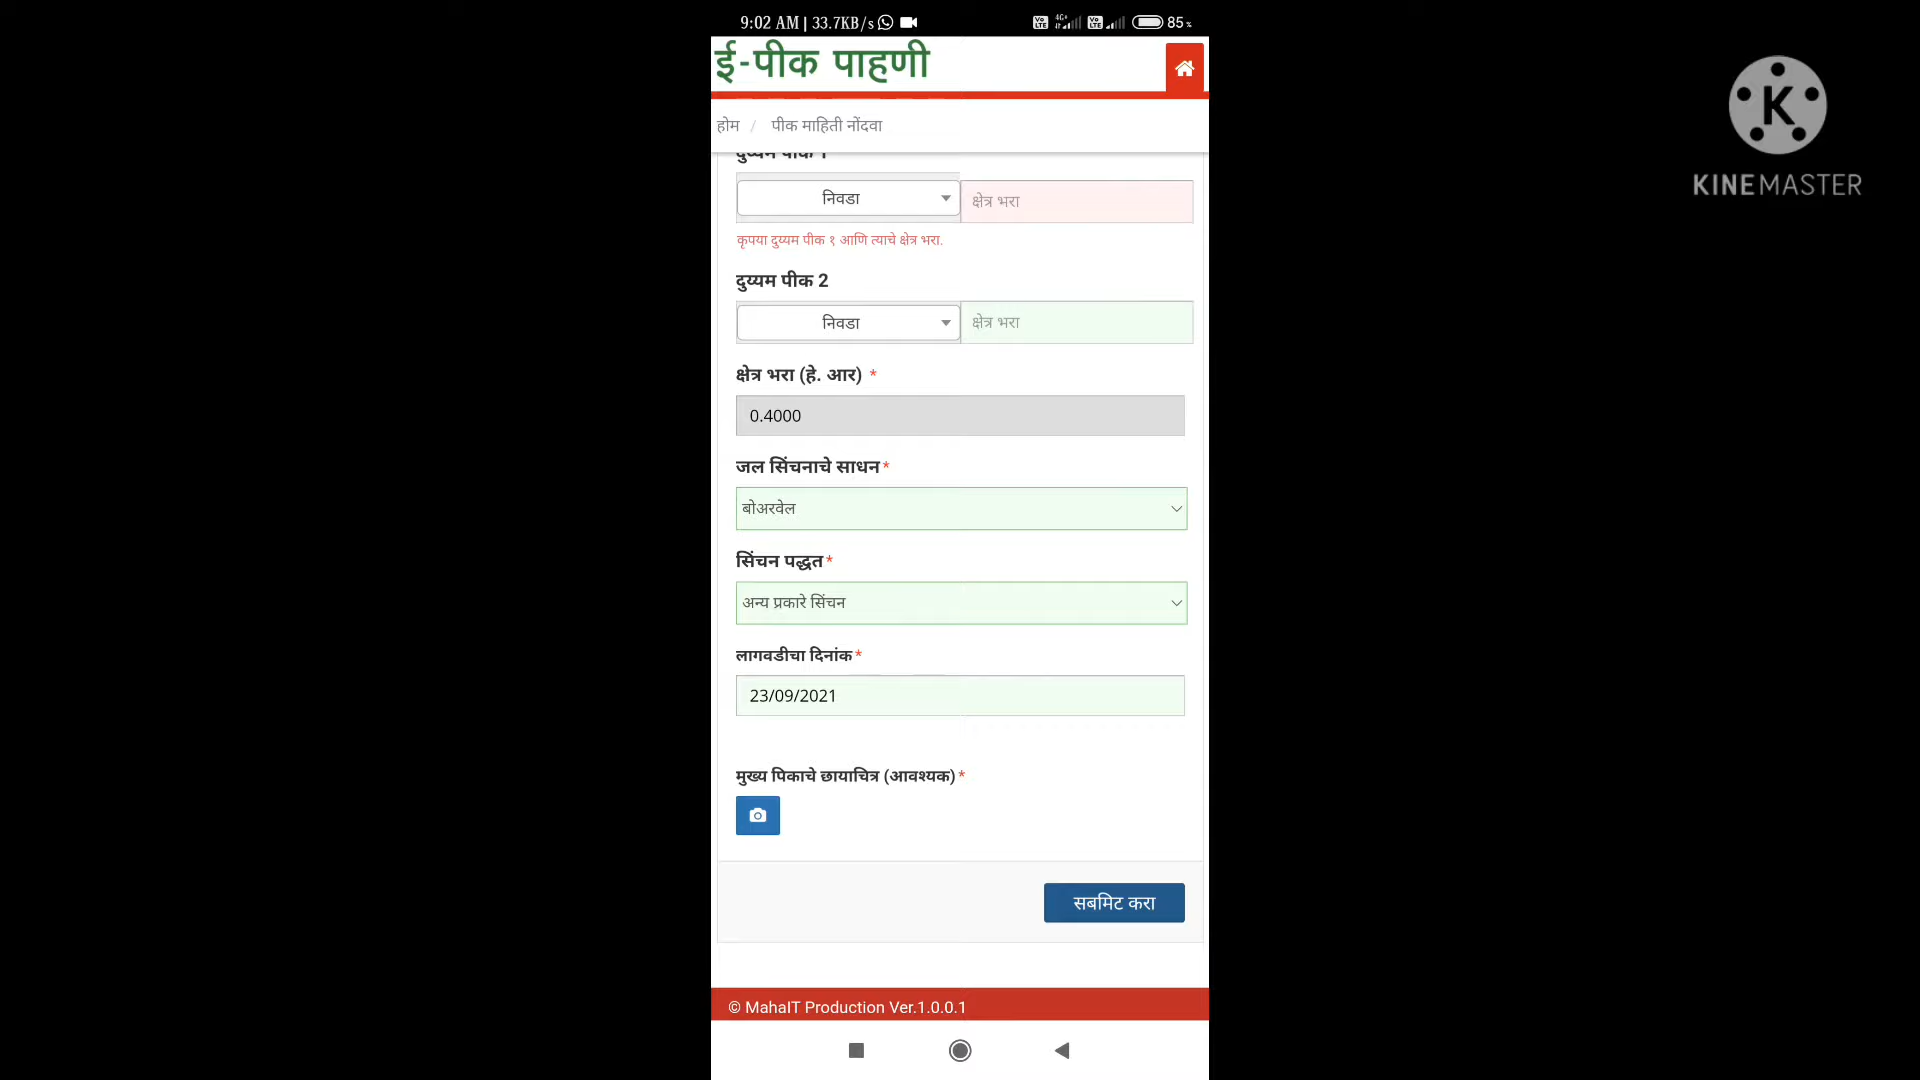 9:02 AM | 33.7KB/s 85%
ई-पीक पाहणी
होम / पीक माहिती नोंदवा
दुय्यम पीक 1
निवडा क्षेत्र भरा
कृपया दुय्यम पीक १ आणि त्याचे क्षेत्र भरा.
दुय्यम पीक 2
निवडा क्षेत्र भरा
क्षेत्र भरा (हे. आर) *
0.4000
जल सिंचनाचे साधन*
बोअरवेल
सिंचन पद्धत*
अन्य प्रकारे सिंचन
लागवडीचा दिनांक*
23/09/2021
मुख्य पिकाचे छायाचित्र (आवश्यक)*
सबमिट करा
© MahaIT Production Ver.1.0.0.1
K
KINEMASTER